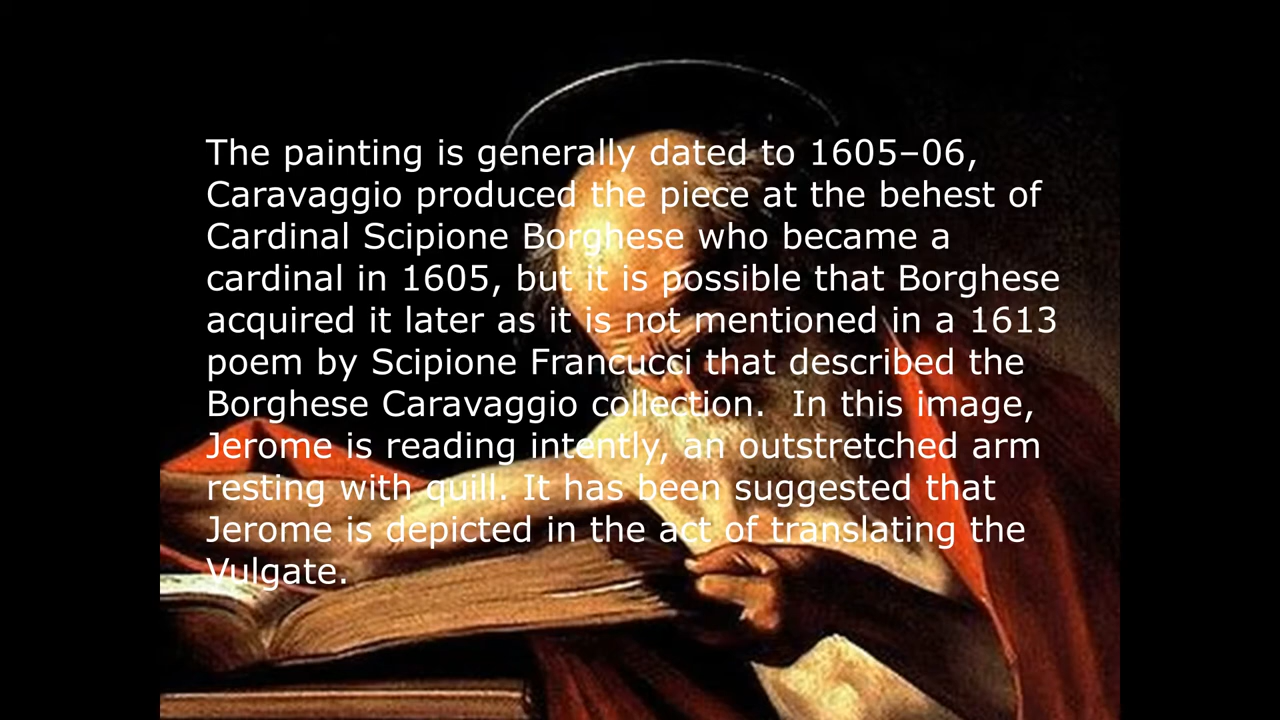 The painting is generally dated to 1605–06,
Caravaggio produced the piece at the behest of
Cardinal Scipione Borghese who became a
cardinal in 1605, but it is possible that Borghese
acquired it later as it is not mentioned in a 1613
poem by Scipione Francucci that described the
Borghese Caravaggio collection.  In this image,
Jerome is reading intently, an outstretched arm
resting with quill. It has been suggested that
Jerome is depicted in the act of translating the
Vulgate.